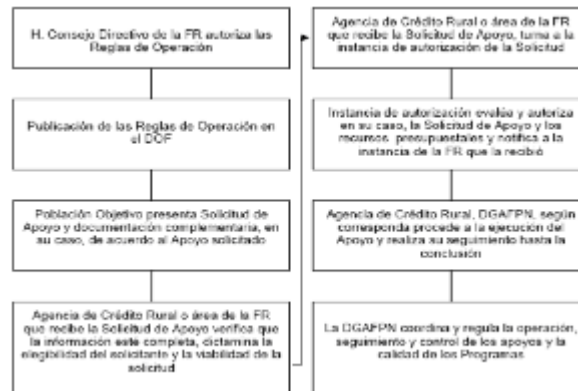 H. Consejo Directivo de la FR autoriza las
Reglas de Operación
Publicación de las Reglas de Operación en
el DOF
Población Objetivo presenta Solicitud de
Apoyo y documentación complementaria, en
su caso, de acuerdo al Apoyo solicitado
Agencia de Crédito Rural o área de la FR
que recibe la Solicitud de Apoyo verifica que
la información este completa, dictamina la
elegibilidad del solicitante y la viabilidad de la
solicitud
Agencia de Crédito Rural o área de la FR
que recibe la Solicitud de Apoyo, turna a la
instancia de autorización de la Solicitud
Instancia de autorización evalúa y autoriza
en su caso, la Solicitud de Apoyo y los
recursos presupuestales y notifica a la
instancia de la FR que la recibió
Agencia de Crédito Rural, DGAFPN, según
corresponda procede a la ejecución del
Apoyo y realiza su seguimiento hasta la
conclusión
La DGAFPN coordina y regula la operación,
seguimiento y control de los apoyos y la
calidad de los Programas